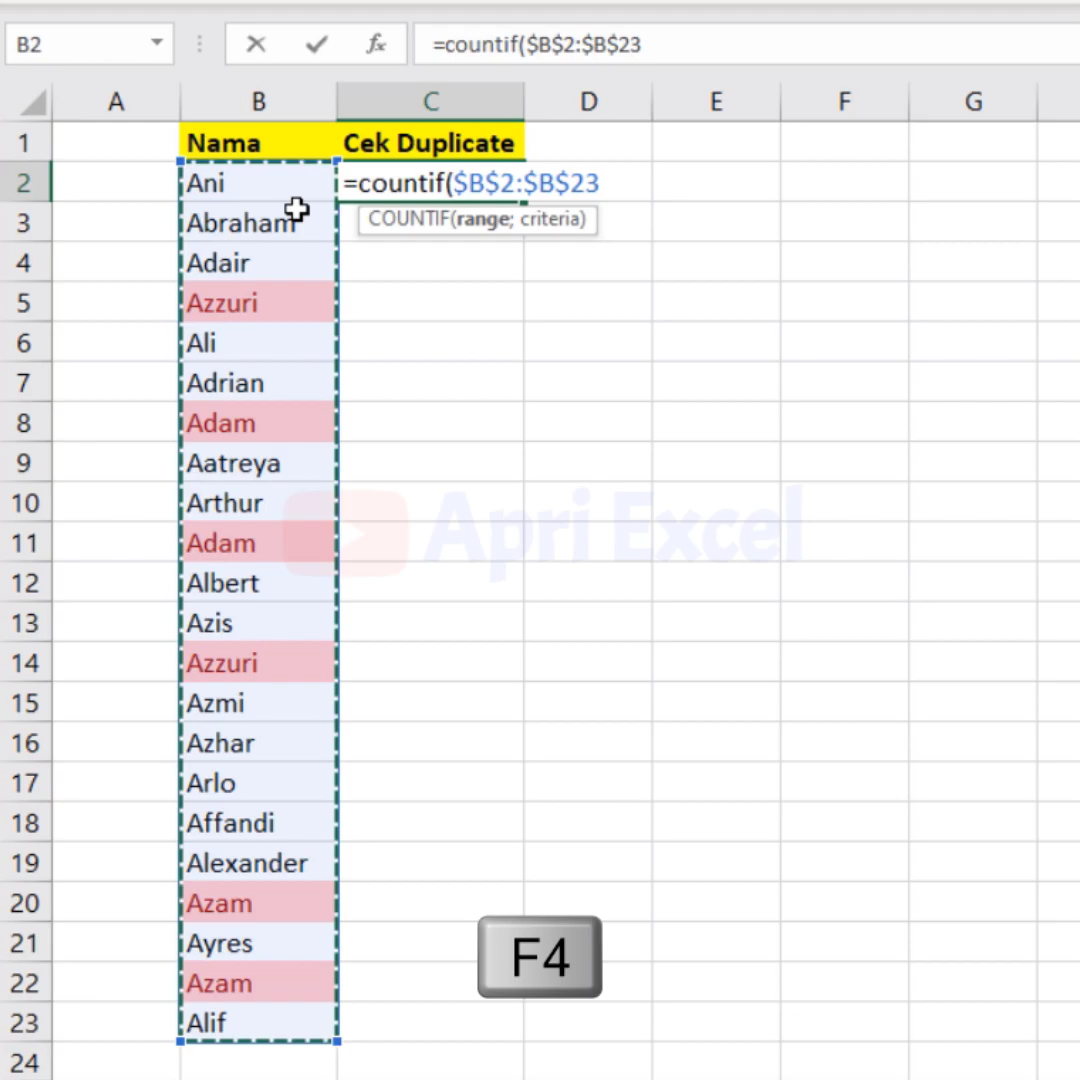 B2 fx =countif($B$2:$B$23
A B C D E F G
1 Nama Cek Duplicate
2 Ani =countif($B$2:$B$23
3 Abraham COUNTIF(range; criteria)
4 Adair
5 Azzuri
6 Ali
7 Adrian
8 Adam
9 Aatreya
10 Arthur
Apri Excel
11 Adam
12 Albert
13 Azis
14 Azzuri
15 Azmi
16 Azhar
17 Arlo
18 Affandi
19 Alexander
20 Azam
21 Ayres
F4
22 Azam
23 Alif
24